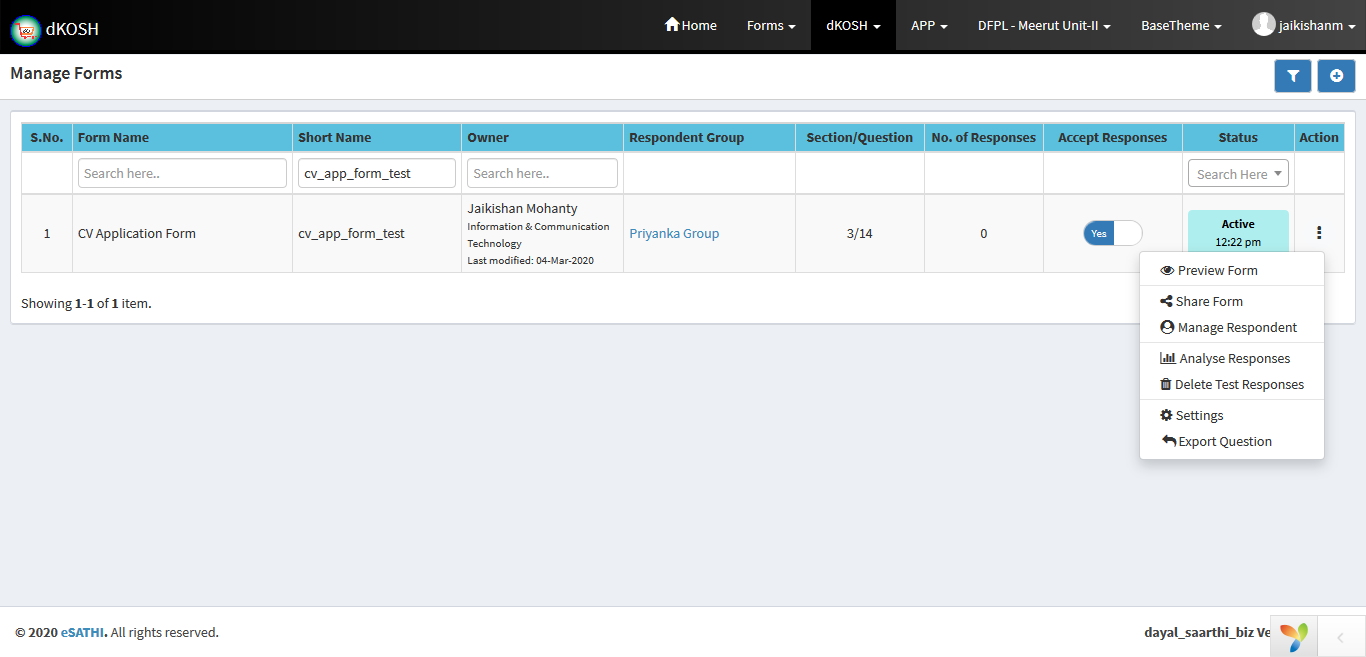 dKOSH Home Forms dKOSH APP DFPL - Meerut Unit-II BaseTheme jaikishanm
Manage Forms
S.No. Form Name Short Name Owner Respondent Group Section/Question No. of Responses Accept Responses Status Action
Search here.. cv_app_form_test Search here.. Search Here
1 CV Application Form cv_app_form_test Jaikishan Mohanty
Information & Communication
Technology
Last modified: 04-Mar-2020
Priyanka Group 3/14 0 Yes Active
12:22 pm
Preview Form
Share Form
Manage Respondent
Analyse Responses
Delete Test Responses
Settings
Export Question
Showing 1-1 of 1 item.
© 2020 eSATHI. All rights reserved. dayal_saarthi_biz Ve